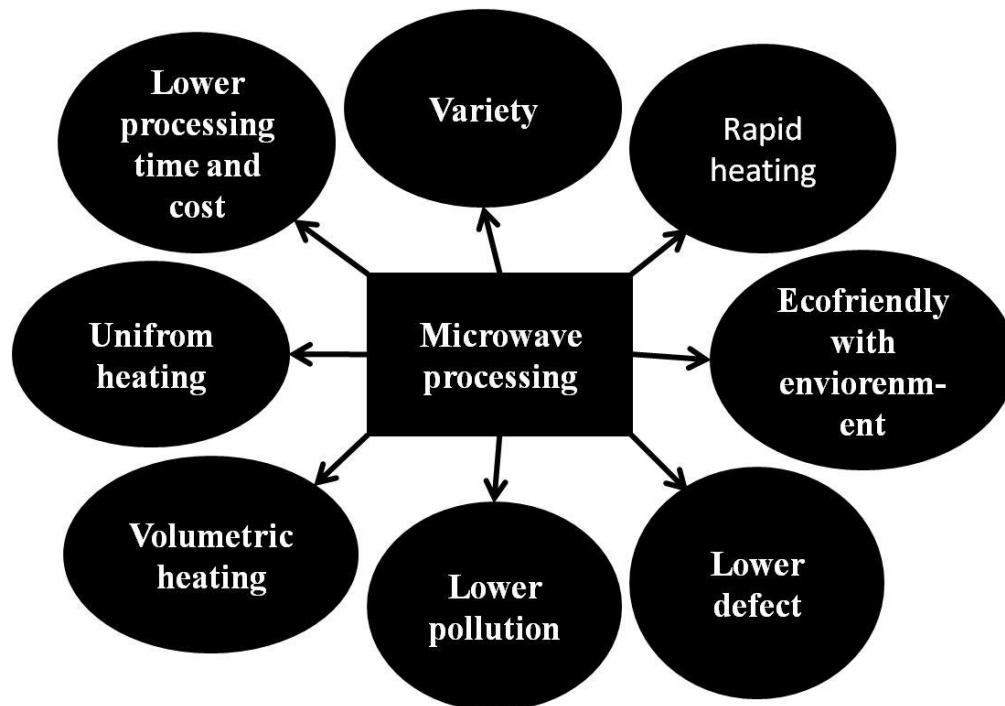 Lower
processing
time and
cost
Variety
Rapid
heating
Unifrom
heating
Microwave
processing
Ecofriendly
with
enviorenm-
ent
Volumetric
heating
Lower
pollution
Lower
defect